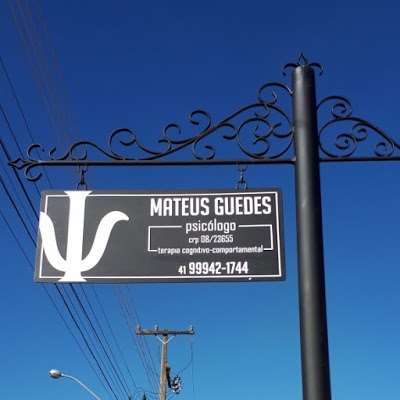 MATEUS GUEDES
psicólogo
crp 08/23655
terapia cognitivo-comportamental
41 99942-1744